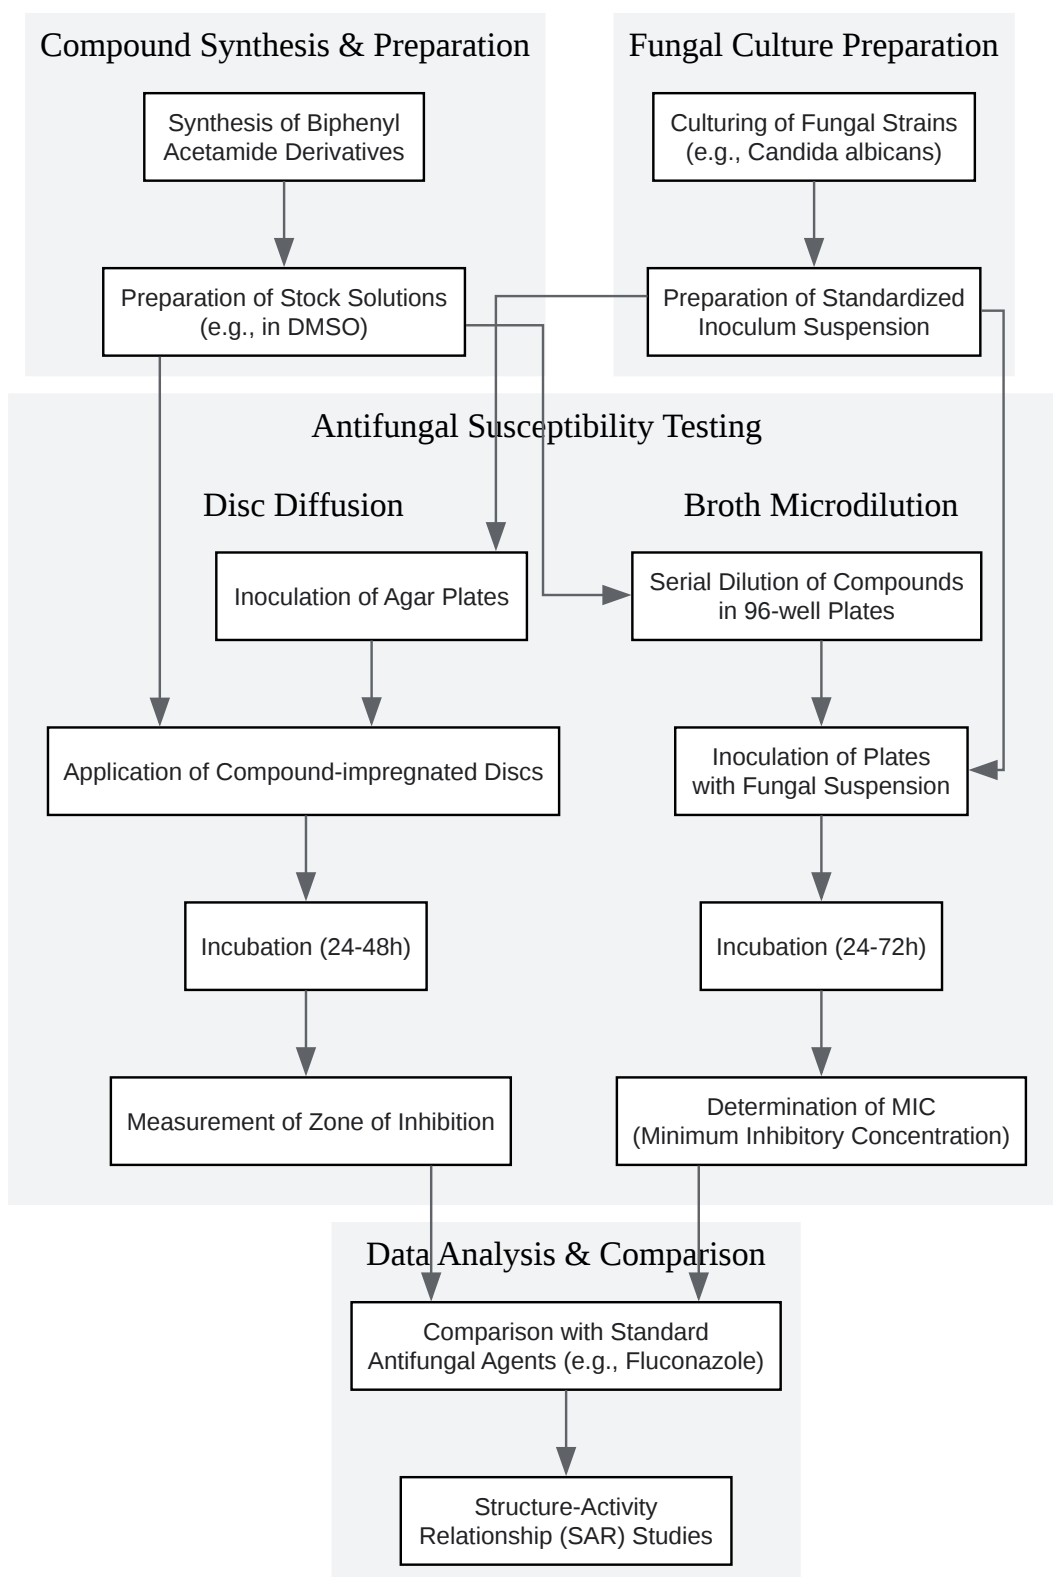 Compound Synthesis & Preparation
Synthesis of Biphenyl
Acetamide Derivatives
Preparation of Stock Solutions
(e.g., in DMSO)
Fungal Culture Preparation
Culturing of Fungal Strains
(e.g., Candida albicans)
Preparation of Standardized
Inoculum Suspension
Antifungal Susceptibility Testing
Disc Diffusion
Inoculation of Agar Plates
Application of Compound-impregnated Discs
Incubation (24-48h)
Measurement of Zone of Inhibition
Broth Microdilution
Serial Dilution of Compounds
in 96-well Plates
Inoculation of Plates
with Fungal Suspension
Incubation (24-72h)
Determination of MIC
(Minimum Inhibitory Concentration)
Data Analysis & Comparison
Comparison with Standard
Antifungal Agents (e.g., Fluconazole)
Structure-Activity
Relationship (SAR) Studies